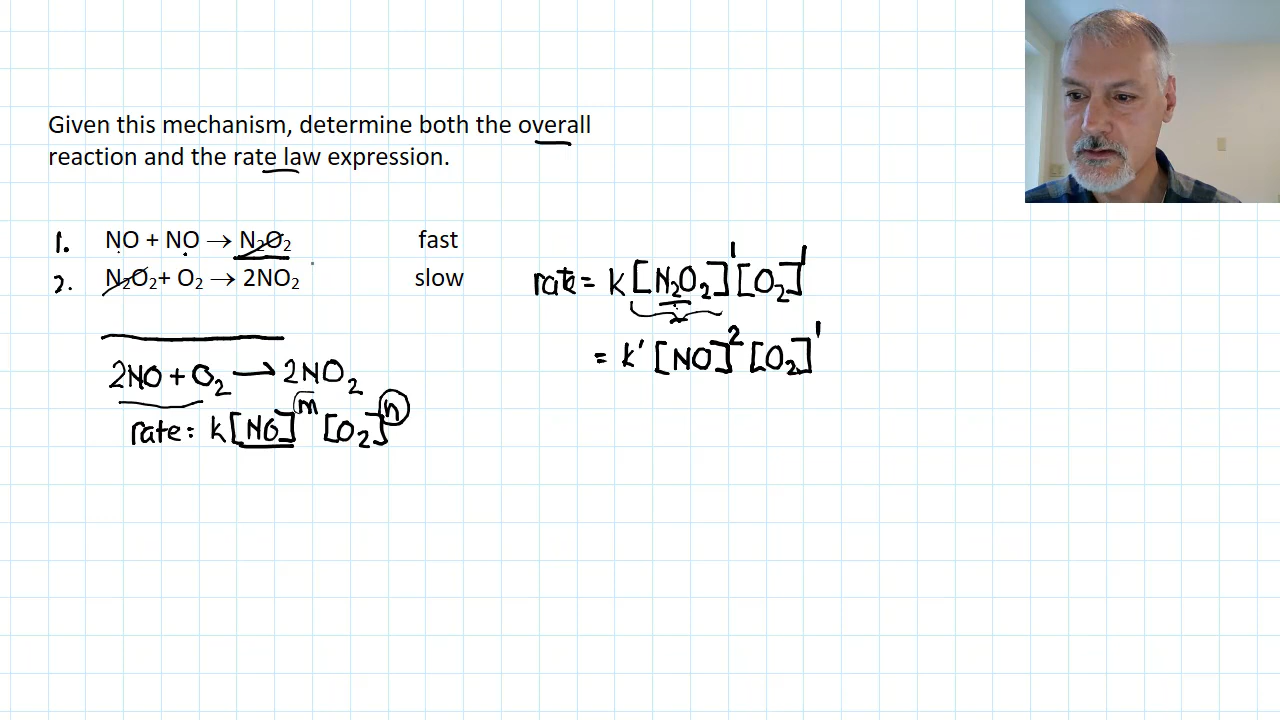 Given this mechanism, determine both the overall
reaction and the rate law expression.
1. NO + NO → N₂O₂ fast
2. N₂O₂ + O₂ → 2NO₂ slow
2NO + O₂ → 2NO₂
rate = k[NO]ᵐ [O₂]ⁿ
rate = k[N₂O₂]¹[O₂]¹
= k'[NO]²[O₂]¹